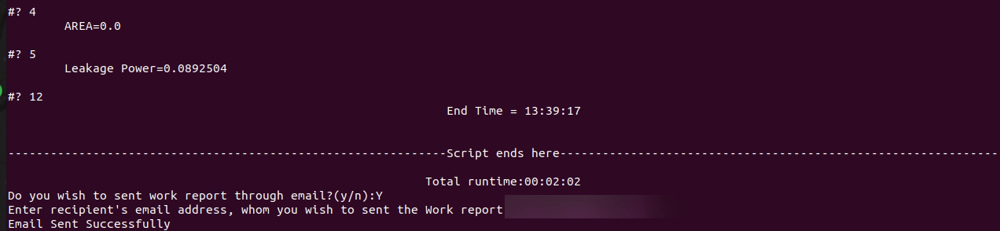 #? 4
AREA=0.0
#? 5
Leakage Power=0.0892504
#? 12
End Time = 13:39:17
--------------------------------------------------------------Script ends here--------------------------------------------------------------
Total runtime:00:02:02
Do you wish to sent work report through email?(y/n):Y
Enter recipient's email address, whom you wish to sent the Work report
Email Sent Successfully